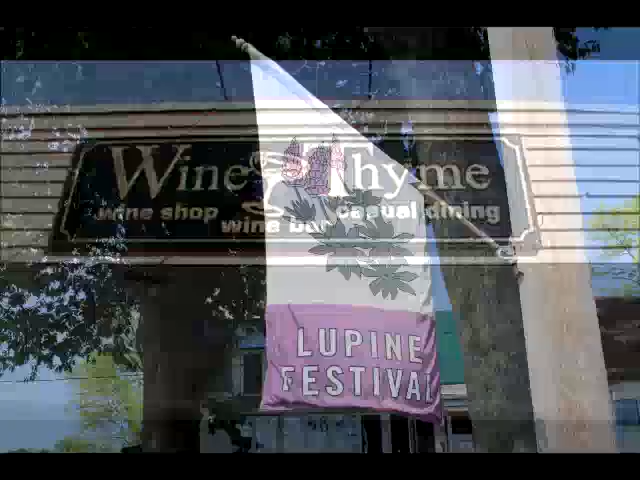 Wine Thyme
wine shop
casual dining
wine bar
LUPINE
FESTIVAL